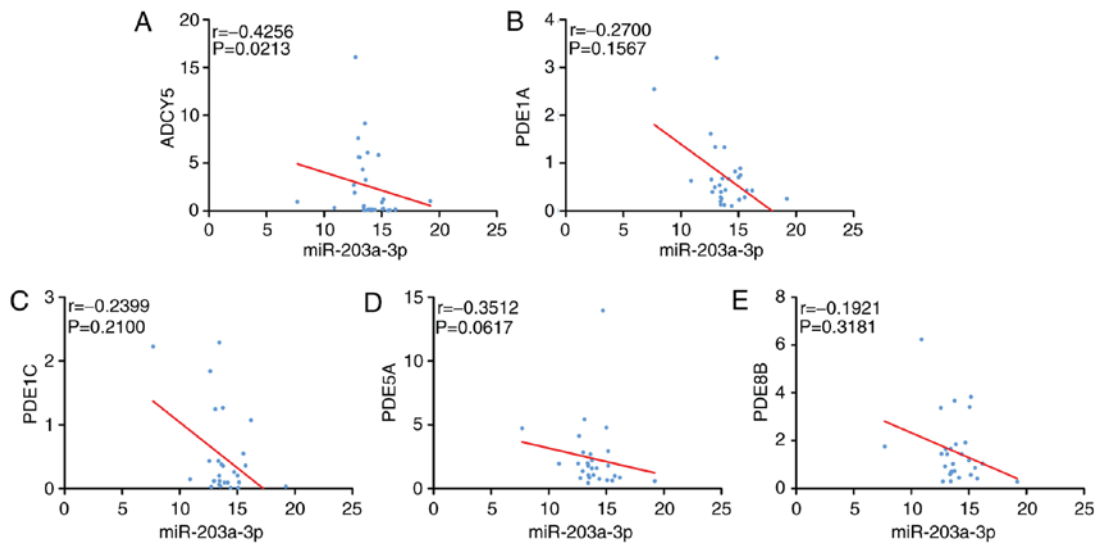 A
r=−0.4256
P=0.0213
20
15
10
5
0
ADCY5
0 5 10 15 20 25
miR-203a-3p
B
r=−0.2700
P=0.1567
4
3
2
1
0
PDE1A
0 5 10 15 20 25
miR-203a-3p
C
r=−0.2399
P=0.2100
3
2
1
0
PDE1C
0 5 10 15 20 25
miR-203a-3p
D
r=−0.3512
P=0.0617
15
10
5
0
PDE5A
0 5 10 15 20 25
miR-203a-3p
E
r=−0.1921
P=0.3181
8
6
4
2
0
PDE8B
0 5 10 15 20 25
miR-203a-3p